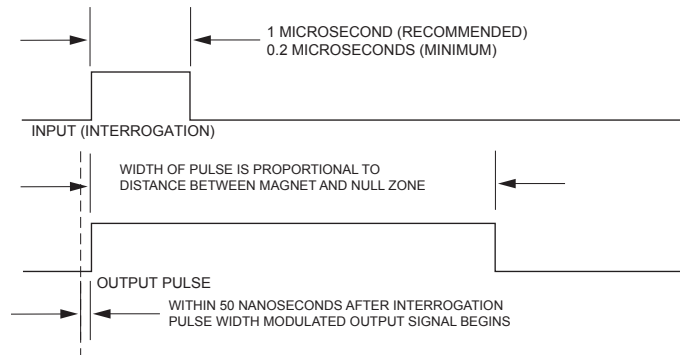 1 MICROSECOND (RECOMMENDED)
0.2 MICROSECONDS (MINIMUM)
INPUT (INTERROGATION)
WIDTH OF PULSE IS PROPORTIONAL TO
DISTANCE BETWEEN MAGNET AND NULL ZONE
OUTPUT PULSE
WITHIN 50 NANOSECONDS AFTER INTERROGATION
PULSE WIDTH MODULATED OUTPUT SIGNAL BEGINS